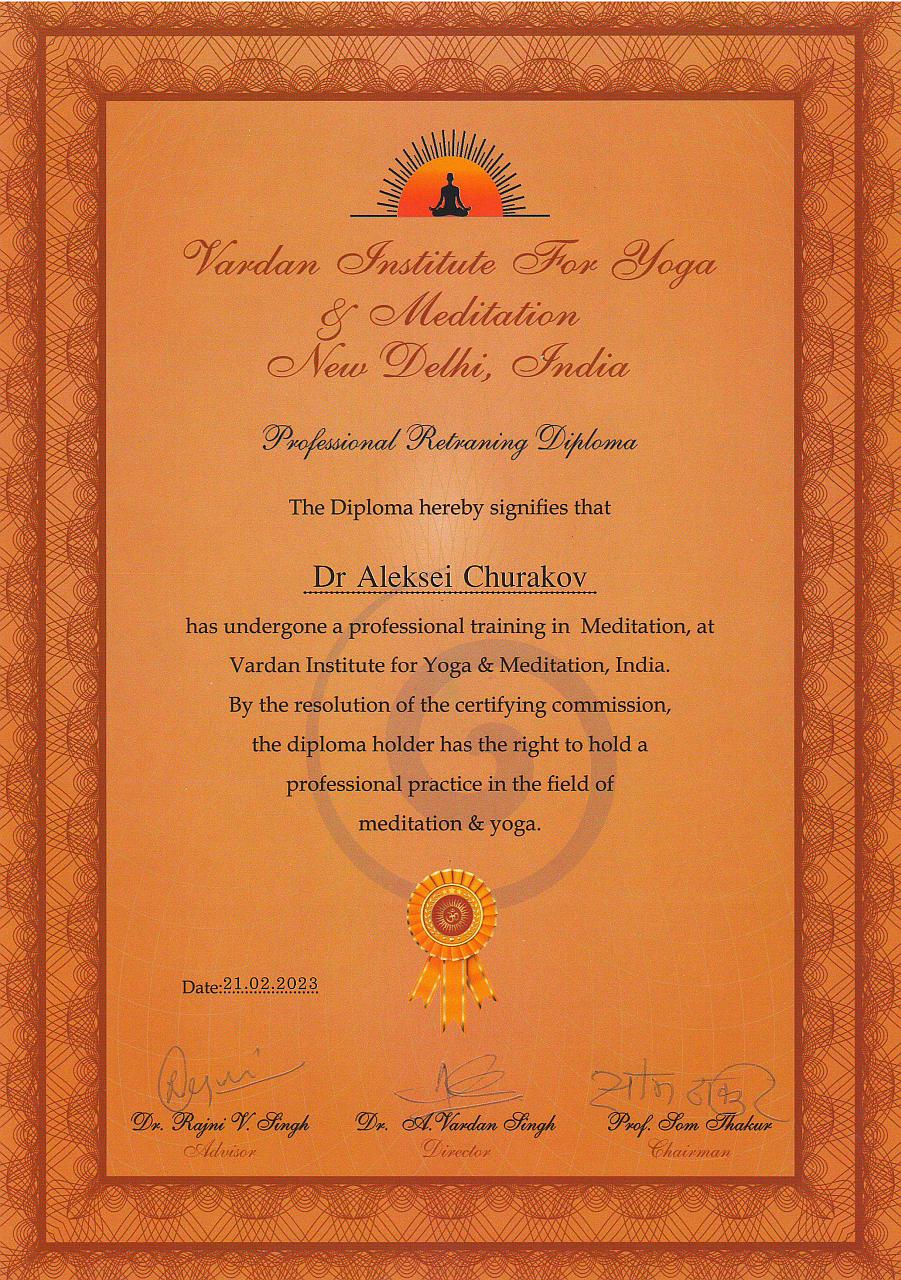 Vardan Institute For Yoga
& Meditation
New Delhi, India
Professional Retraning Diploma
The Diploma hereby signifies that
Dr Aleksei Churakov
has undergone a professional training in Meditation, at
Vardan Institute for Yoga & Meditation, India.
By the resolution of the certifying commission,
the diploma holder has the right to hold a
professional practice in the field of
meditation & yoga.
ॐ
Date:21.02.2023
Rajni
सोम ठाकुर
Dr. Rajni V. Singh Dr. A.Vardan Singh Prof. Som Thakur
Advisor Director Chairman